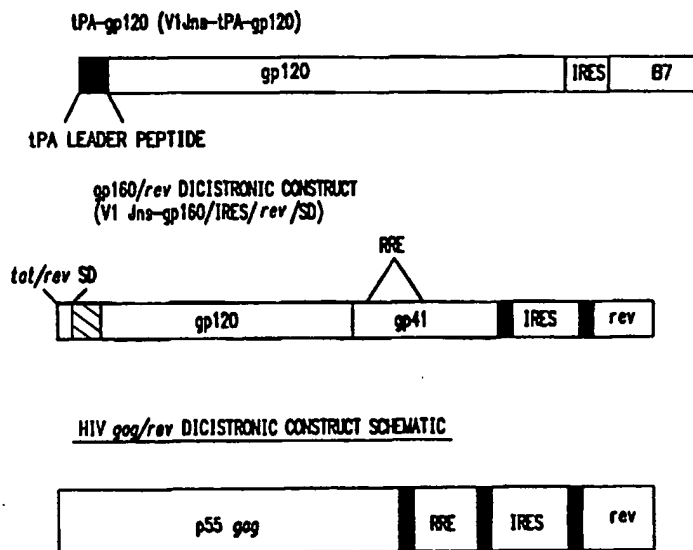 tPA-gp120 (V1Jns-tPA-gp120)
gp120 IRES B7
tPA LEADER PEPTIDE
gp160/rev DICISTRONIC CONSTRUCT
(V1 Jns-gp160/IRES/rev/SD)
RRE
tat/rev SD
gp120 gp41 IRES rev
HIV gag/rev DICISTRONIC CONSTRUCT SCHEMATIC
p55 gag RRE IRES rev